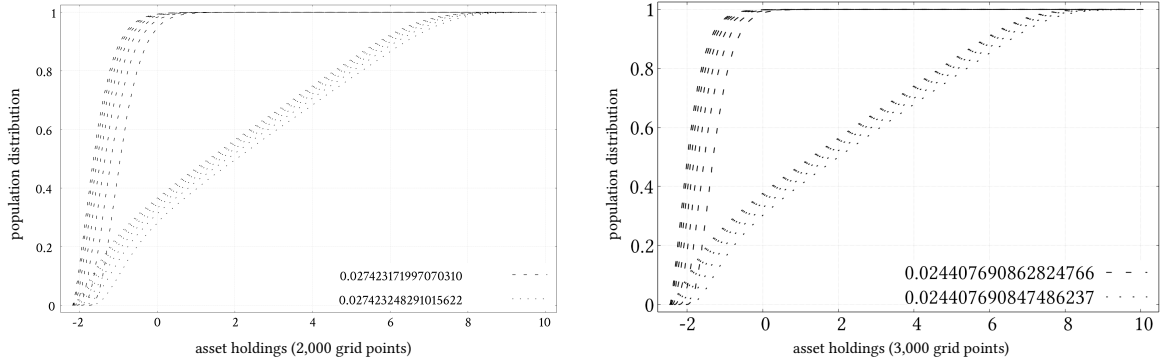 1
0.8
0.6
0.4
0.2
0
population distribution
0.027423171997070310
0.027423248291015622
-2 0 2 4 6 8 10
asset holdings (2,000 grid points)
1
0.8
0.6
0.4
0.2
0
population distribution
0.024407690862824766
0.024407690847486237
-2 0 2 4 6 8 10
asset holdings (3,000 grid points)